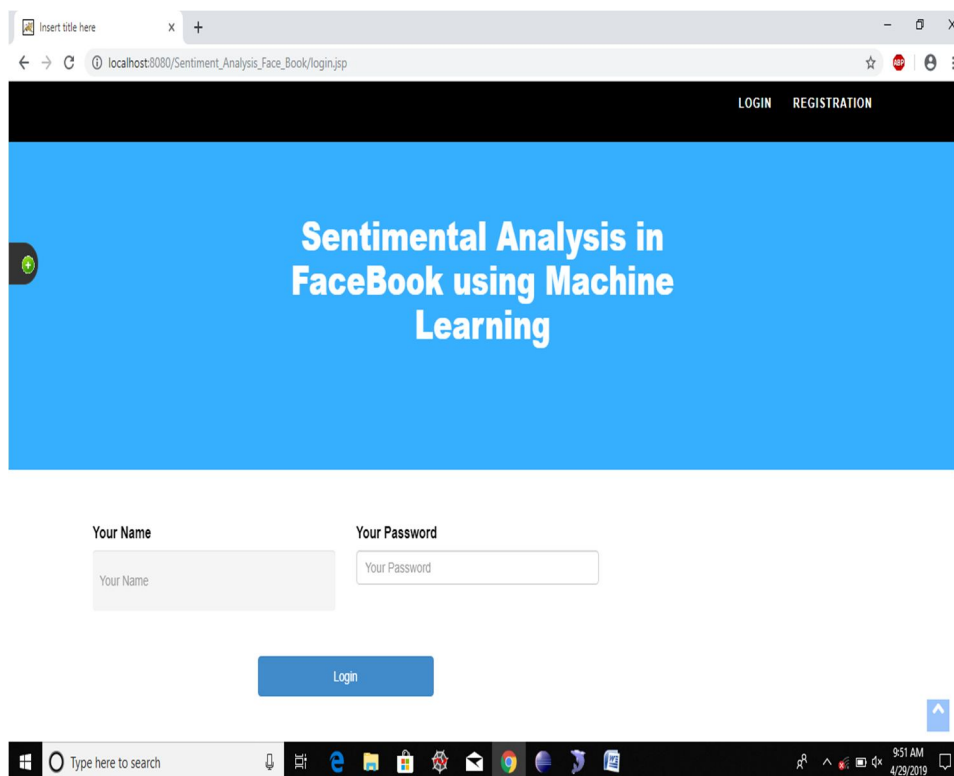 Insert title here
localhost:8080/Sentiment_Analysis_Face_Book/login.jsp
ABP
LOGIN REGISTRATION
Sentimental Analysis in
FaceBook using Machine
Learning
Your Name Your Password
Your Name Your Password
Login
Type here to search
9:51 AM
4/29/2019